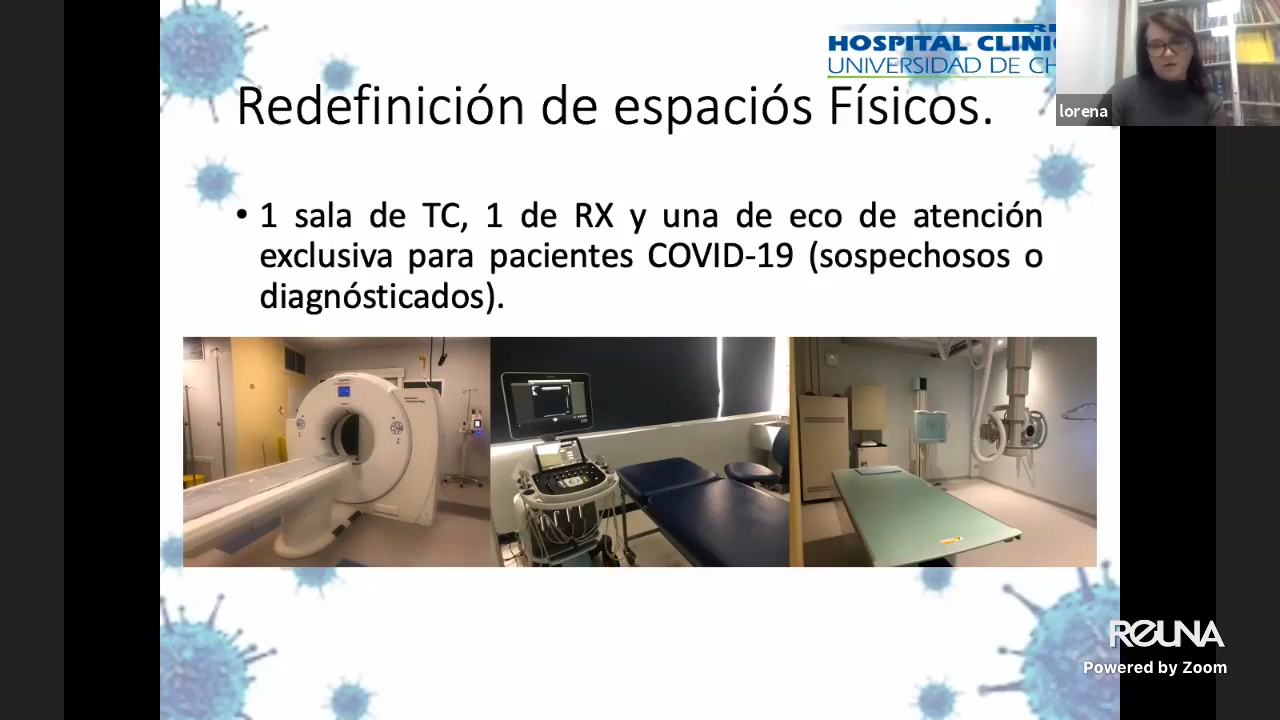 HOSPITAL CLINIC
UNIVERSIDAD DE CH
Redefinición de espaciós Físicos.
lorena
• 1 sala de TC, 1 de RX y una de eco de atención
exclusiva para pacientes COVID-19 (sospechosos o
diagnósticados).
REUNA
Powered by Zoom